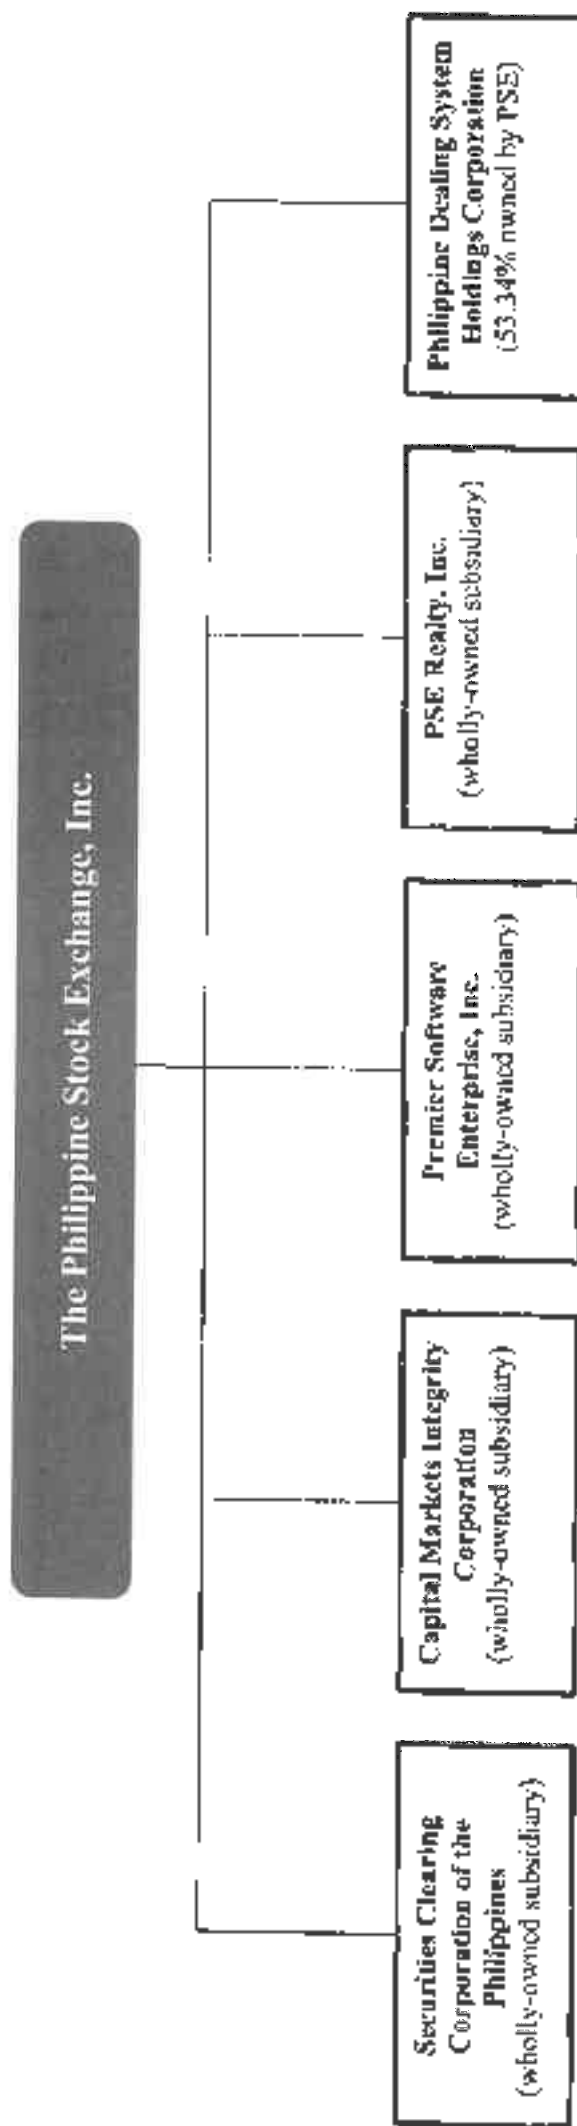 The Philippine Stock Exchange, Inc.
Securities Clearing
Corporation of the
Philippines
(wholly-owned subsidiary)
Capital Markets Integrity
Corporation
(wholly-owned subsidiary)
Premier Software
Enterprise, Inc.
(wholly-owned subsidiary)
PSE Realty, Inc.
(wholly-owned subsidiary)
Philippine Dealing System
Holdings Corporation
(53.34% owned by PSE)